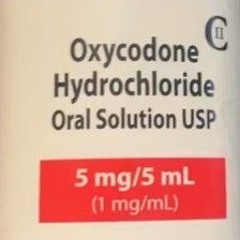 Oxycodone CII
Hydrochloride
Oral Solution USP
5 mg/5 mL
(1 mg/mL)